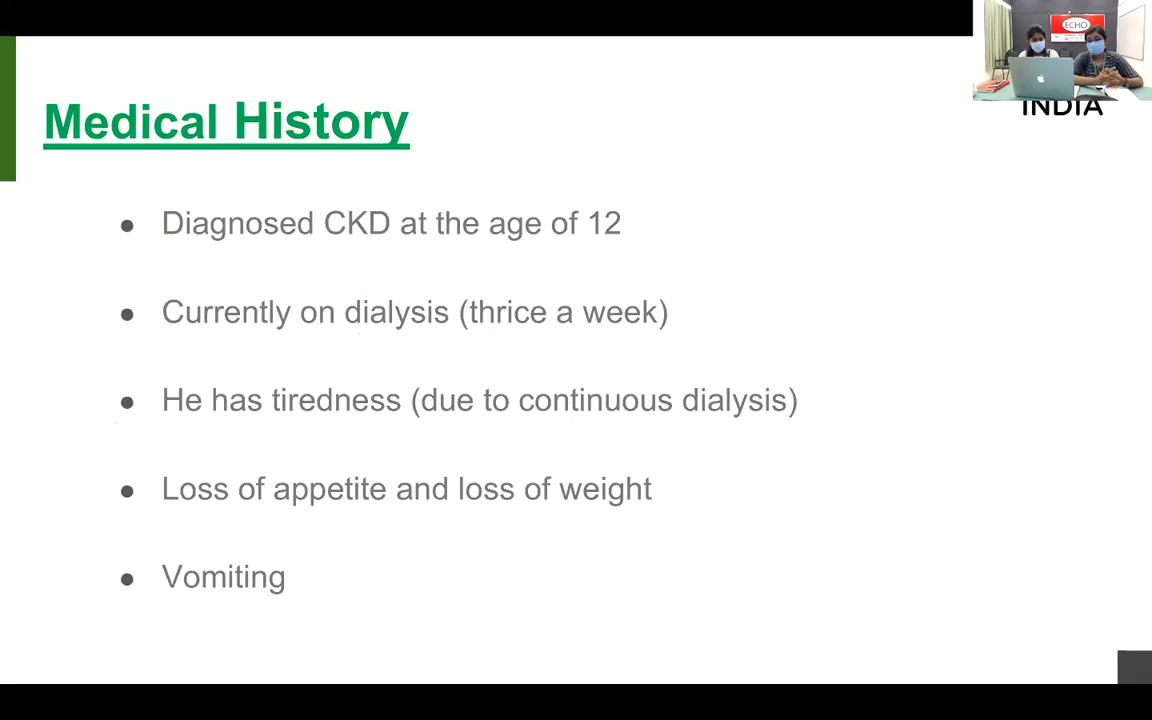 ECHO
INDIA
Medical History
Diagnosed CKD at the age of 12
Currently on dialysis (thrice a week)
He has tiredness (due to continuous dialysis)
Loss of appetite and loss of weight
Vomiting